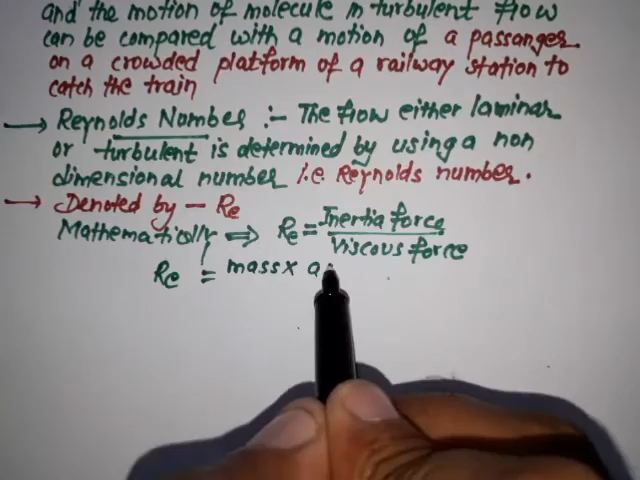 and the motion of molecule in turbulent flow
can be compared with a motion of a passanger
on a crowded platform of a railway station to
catch the train
→ Reynolds Number :- The flow either laminar
or turbulent is determined by using a non
dimensional number i.e Reynolds number.
→ Denoted by - Re
Mathematically ⇒ Re = Inertia force / Viscous force
Re = mass x a